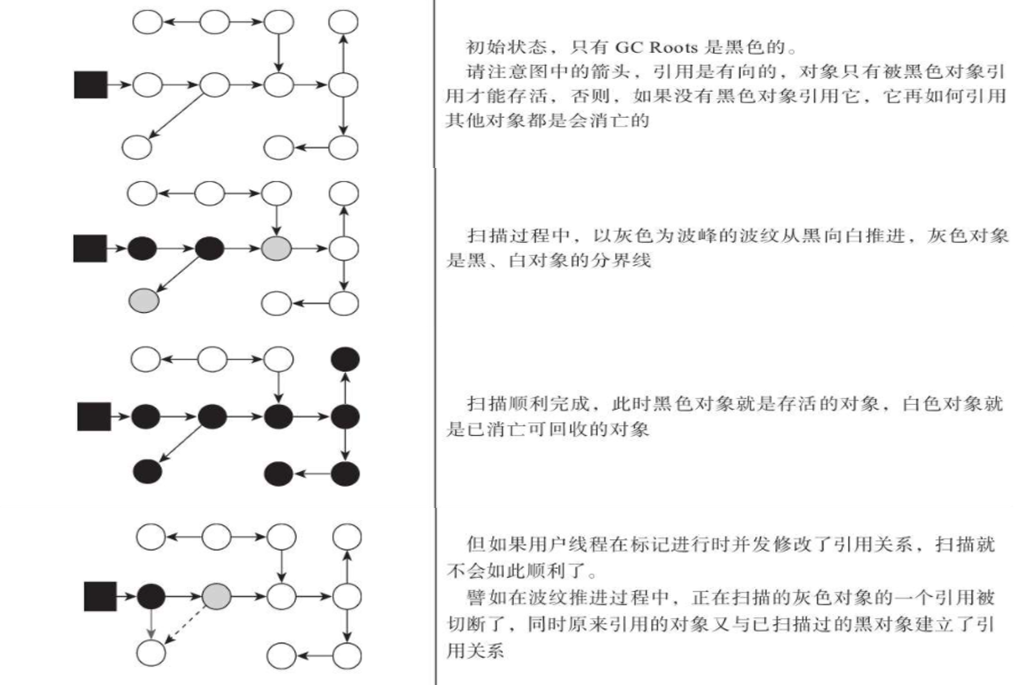 初始状态，只有 GC Roots 是黑色的。
请注意图中的箭头，引用是有向的，对象只有被黑色对象引
用才能存活，否则，如果没有黑色对象引用它，它再如何引用
其他对象都是会消亡的
扫描过程中，以灰色为波峰的波纹从黑向白推进，灰色对象
是黑、白对象的分界线
扫描顺利完成，此时黑色对象就是存活的对象，白色对象就
是已消亡可回收的对象
但如果用户线程在标记进行时并发修改了引用关系，扫描就
不会如此顺利了。
譬如在波纹推进过程中，正在扫描的灰色对象的一个引用被
切断了，同时原来引用的对象又与已扫描过的黑对象建立了引
用关系